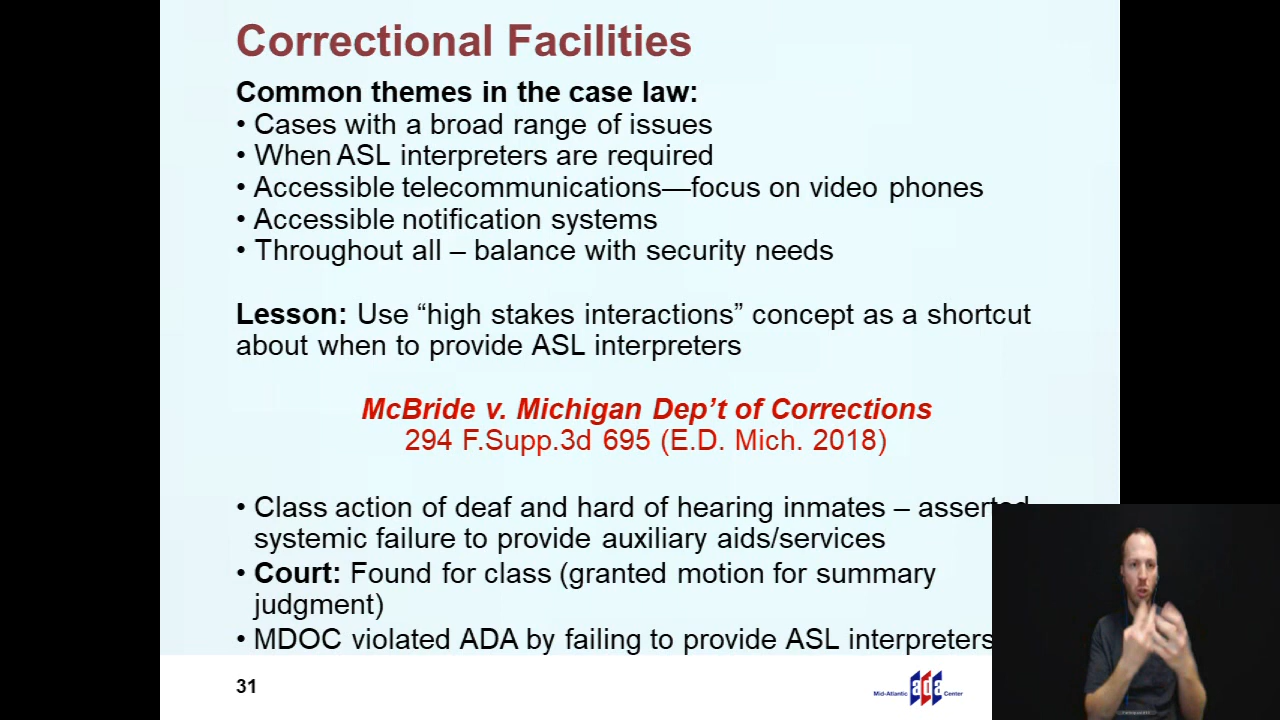 Correctional Facilities
Common themes in the case law:
• Cases with a broad range of issues
• When ASL interpreters are required
• Accessible telecommunications—focus on video phones
• Accessible notification systems
• Throughout all – balance with security needs
Lesson: Use “high stakes interactions” concept as a shortcut
about when to provide ASL interpreters
McBride v. Michigan Dep’t of Corrections
294 F.Supp.3d 695 (E.D. Mich. 2018)
• Class action of deaf and hard of hearing inmates – asserted
systemic failure to provide auxiliary aids/services
• Court: Found for class (granted motion for summary
judgment)
• MDOC violated ADA by failing to provide ASL interpreters
31
Mid-Atlantic ada Center